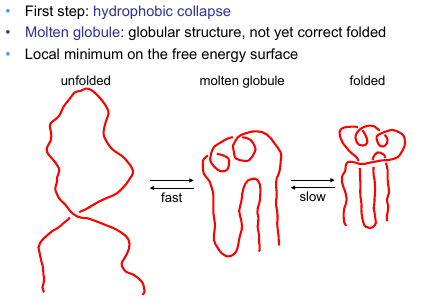 • First step: hydrophobic collapse
• Molten globule: globular structure, not yet correct folded
• Local minimum on the free energy surface
unfolded molten globule folded
fast slow